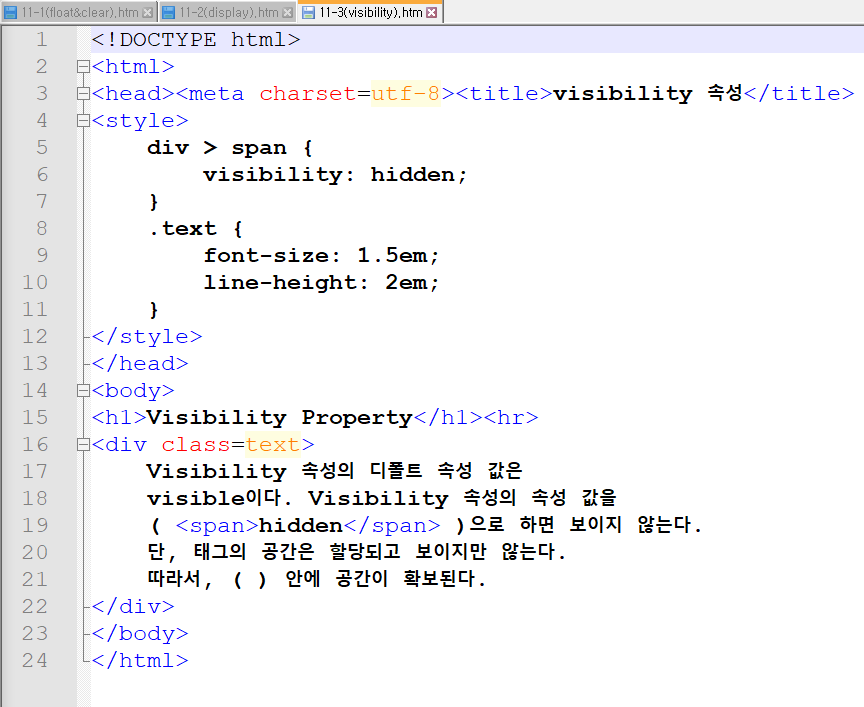 11-1(float&clear),htm 11-2(display),htm 11-3(visibility),htm
1 <!DOCTYPE html>
2 <html>
3 <head><meta charset=utf-8><title>visibility 속성</title>
4 <style>
5 div > span {
6 visibility: hidden;
7 }
8 .text {
9 font-size: 1.5em;
10 line-height: 2em;
11 }
12 </style>
13 </head>
14 <body>
15 <h1>Visibility Property</h1><hr>
16 <div class=text>
17 Visibility 속성의 디폴트 속성 값은
18 visible이다. Visibility 속성의 속성 값을
19 ( <span>hidden</span> )으로 하면 보이지 않는다.
20 단, 태그의 공간은 할당되고 보이지만 않는다.
21 따라서, ( ) 안에 공간이 확보된다.
22 </div>
23 </body>
24 </html>